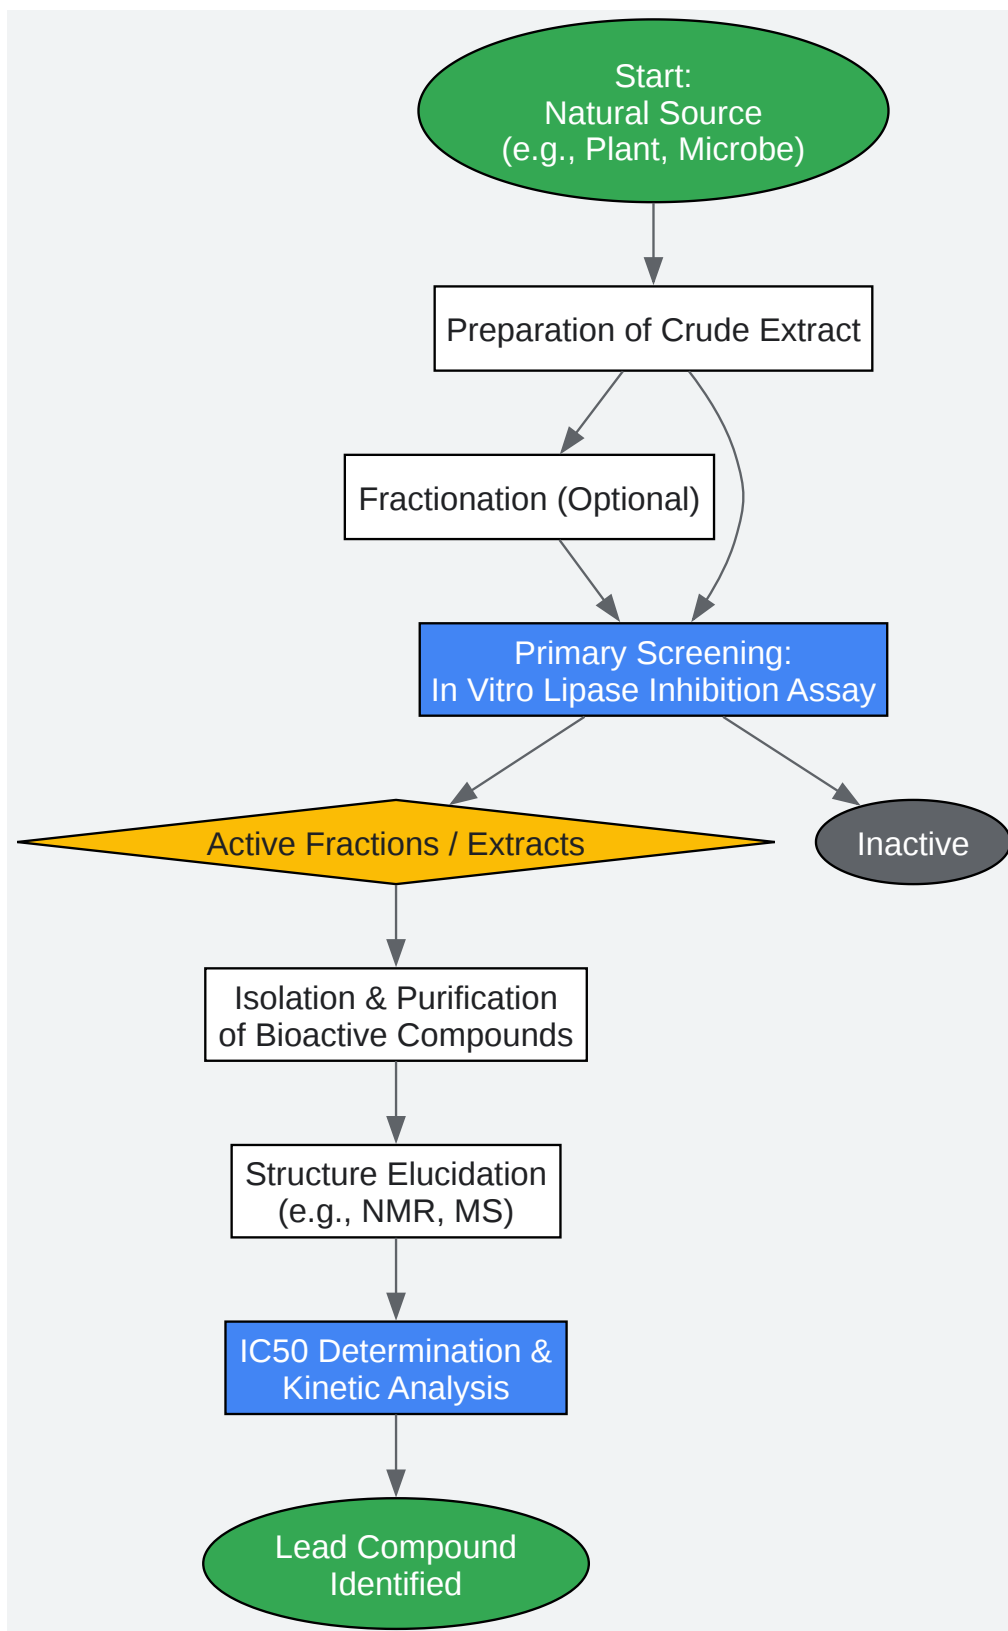 Start:
Natural Source
(e.g., Plant, Microbe)
Preparation of Crude Extract
Fractionation (Optional)
Primary Screening:
In Vitro Lipase Inhibition Assay
Active Fractions / Extracts
Inactive
Isolation & Purification
of Bioactive Compounds
Structure Elucidation
(e.g., NMR, MS)
IC50 Determination &
Kinetic Analysis
Lead Compound
Identified